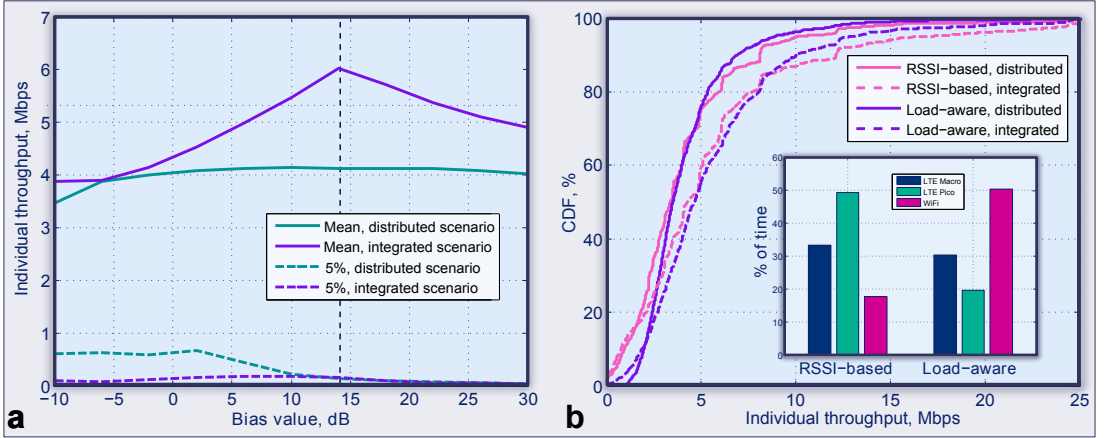 7
6
5
4
3
2
1
0
Individual throughput, Mbps
Mean, distributed scenario
Mean, integrated scenario
5%, distributed scenario
5%, integrated scenario
−10
−5
0
5
10
15
20
25
30
Bias value, dB
a
100
80
60
40
20
0
CDF, %
RSSI−based, distributed
RSSI−based, integrated
Load−aware, distributed
Load−aware, integrated
60
50
40
30
20
10
0
% of time
LTE Macro
LTE Pico
WiFi
RSSI−based
Load−aware
0
5
10
15
20
25
Individual throughput, Mbps
b